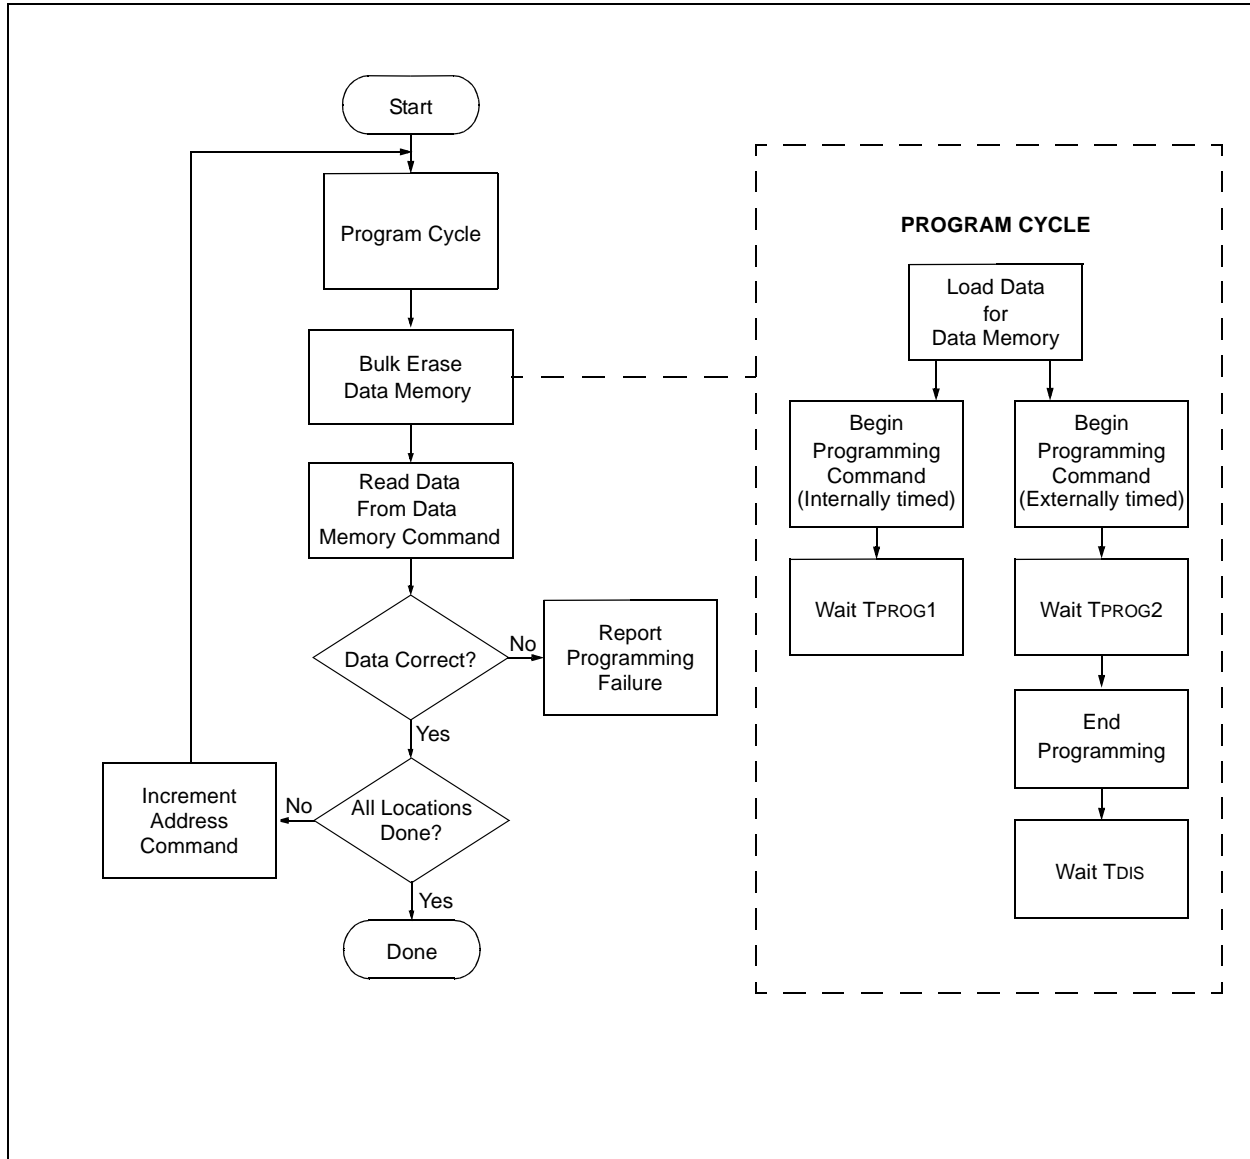 Start
Program Cycle
Bulk Erase
Data Memory
Read Data
From Data
Memory Command
Data Correct?
No
Report
Programming
Failure
Yes
All Locations
Done?
No
Increment
Address
Command
Yes
Done
PROGRAM CYCLE
Load Data
for
Data Memory
Begin
Programming
Command
(Internally timed)
Wait TPROG1
Begin
Programming
Command
(Externally timed)
Wait TPROG2
End
Programming
Wait TDIS